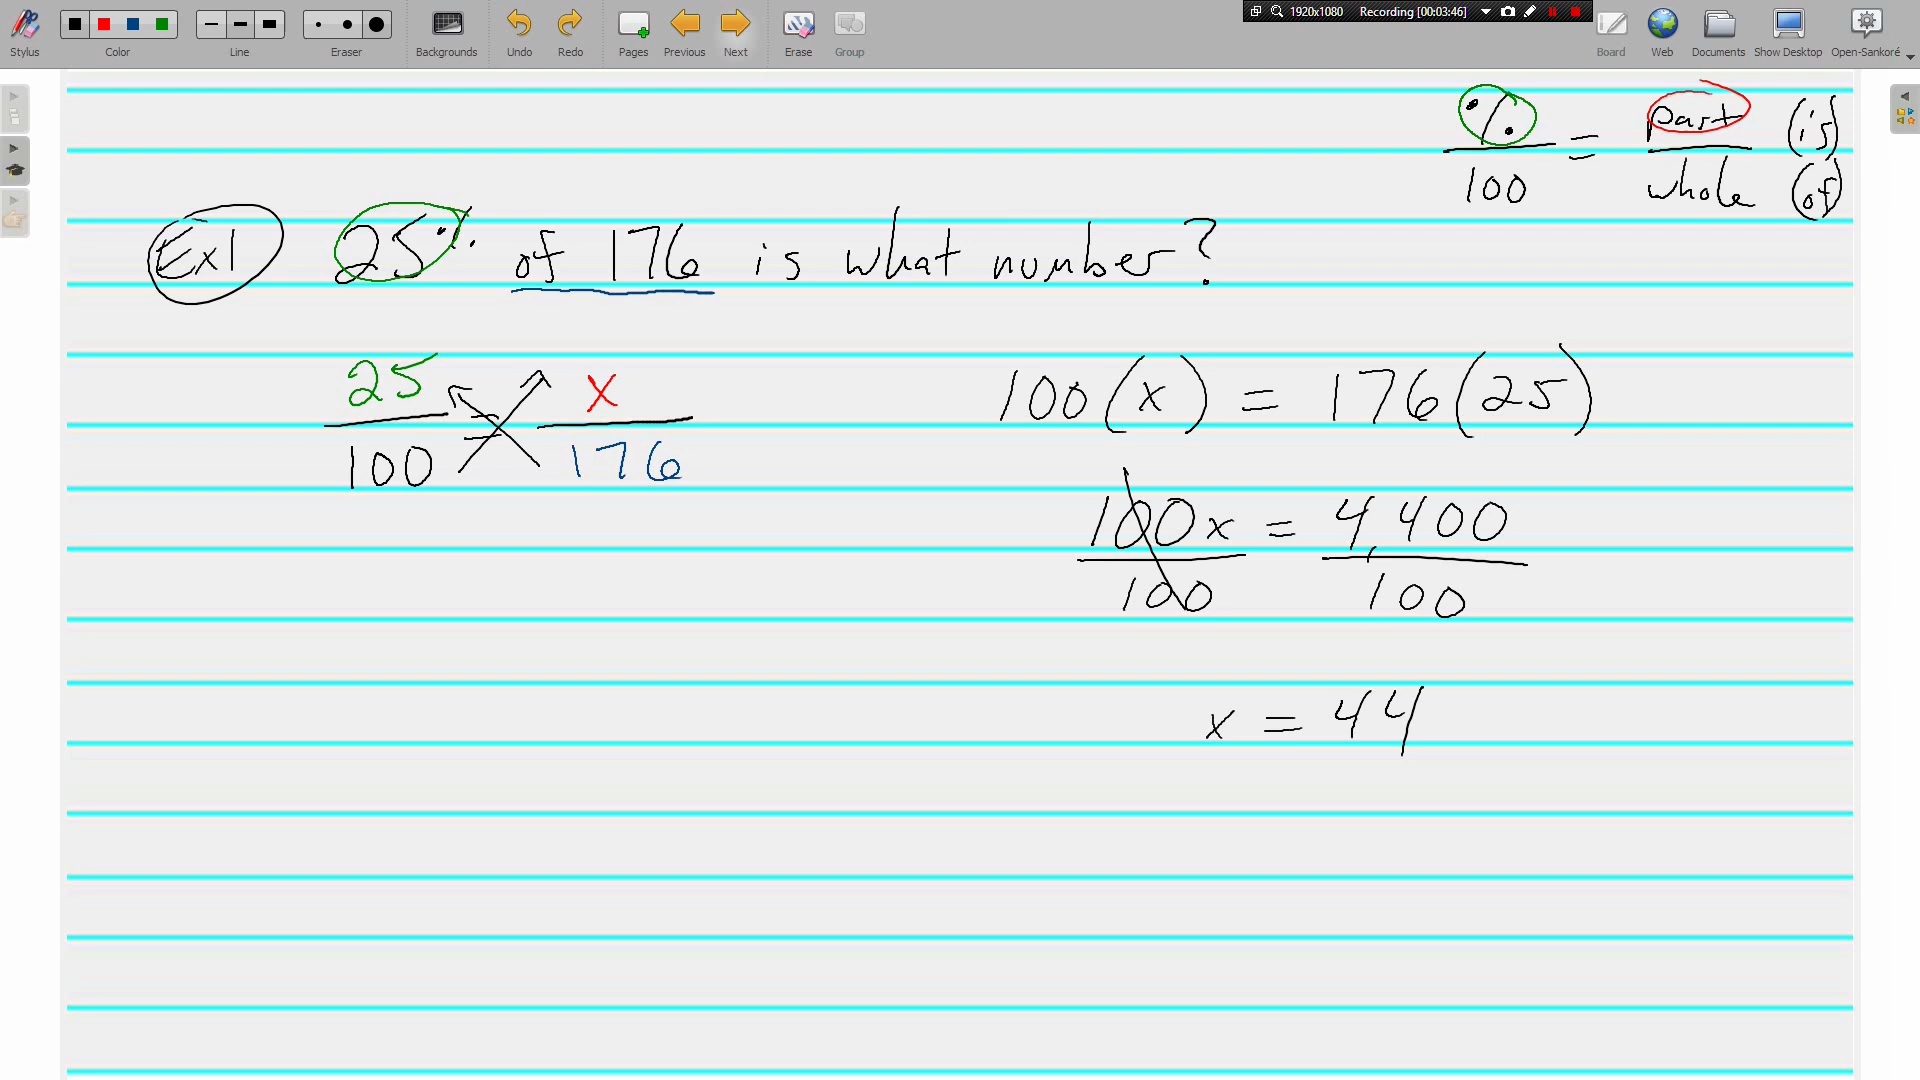 Stylus Color Line Eraser Backgrounds Undo Redo Pages Previous Next Erase Group Board Web Documents Show Desktop Open-Sankoré
1920x1080 Recording [00:03:46]
% / 100 = part / whole (is) (of)
Ex1 25% of 176 is what number?
25 / 100 = x / 176
100(x) = 176(25)
100x / 100 = 4,400 / 100
x = 44